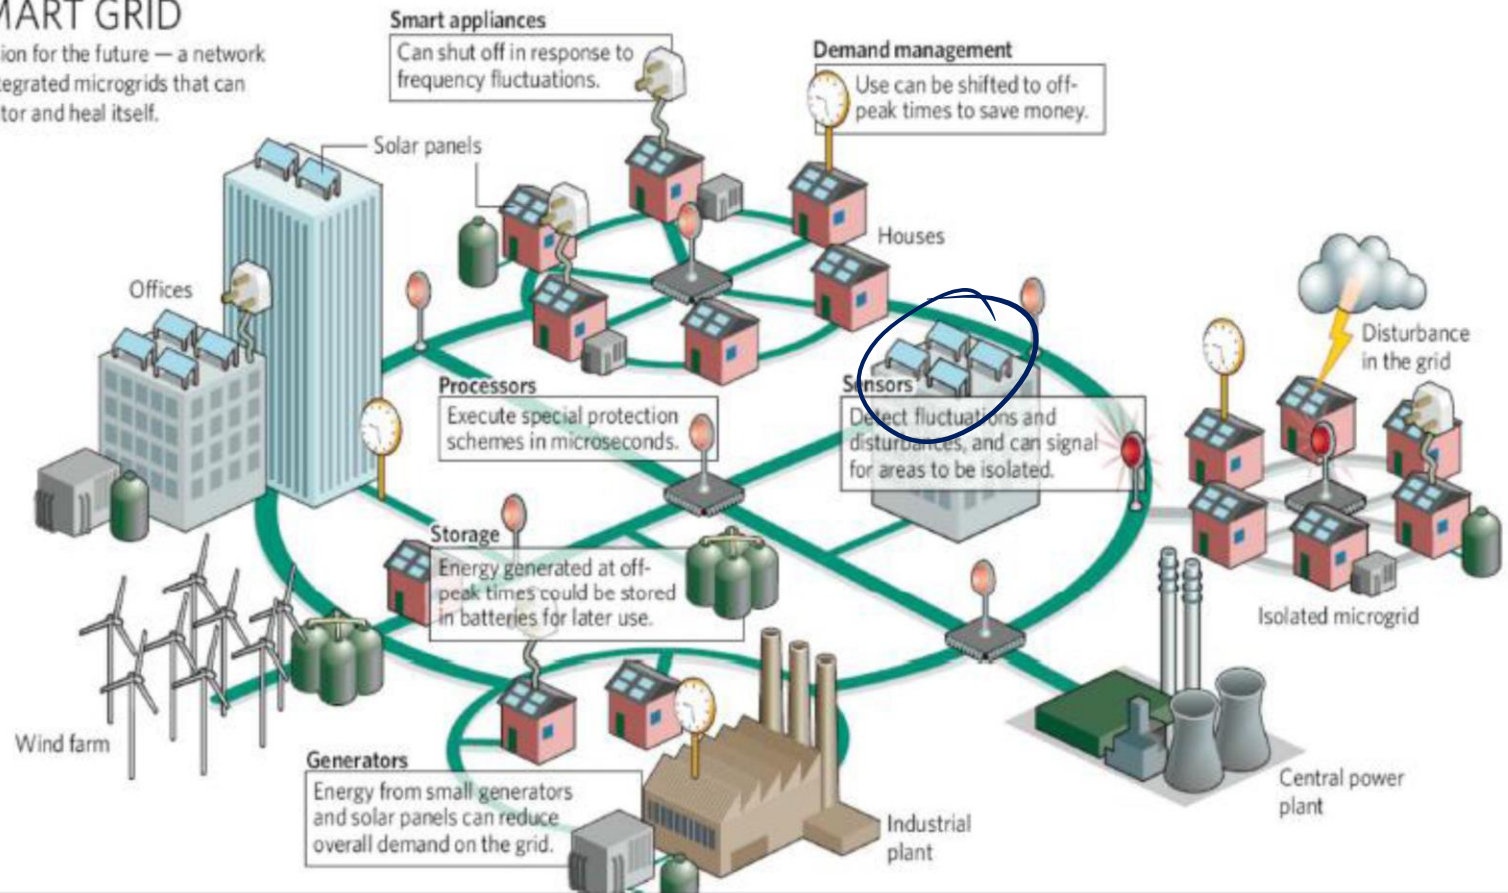 MART GRID
ion for the future — a network
tegrated microgrids that can
tor and heal itself.
Smart appliances
Can shut off in response to
frequency fluctuations.
Demand management
Use can be shifted to off-
peak times to save money.
Solar panels
Houses
Offices
Disturbance
in the grid
Processors
Execute special protection
schemes in microseconds.
Sensors
Detect fluctuations and
disturbances, and can signal
for areas to be isolated.
Storage
Energy generated at off-
peak times could be stored
in batteries for later use.
Isolated microgrid
Wind farm
Generators
Energy from small generators
and solar panels can reduce
overall demand on the grid.
Industrial
plant
Central power
plant